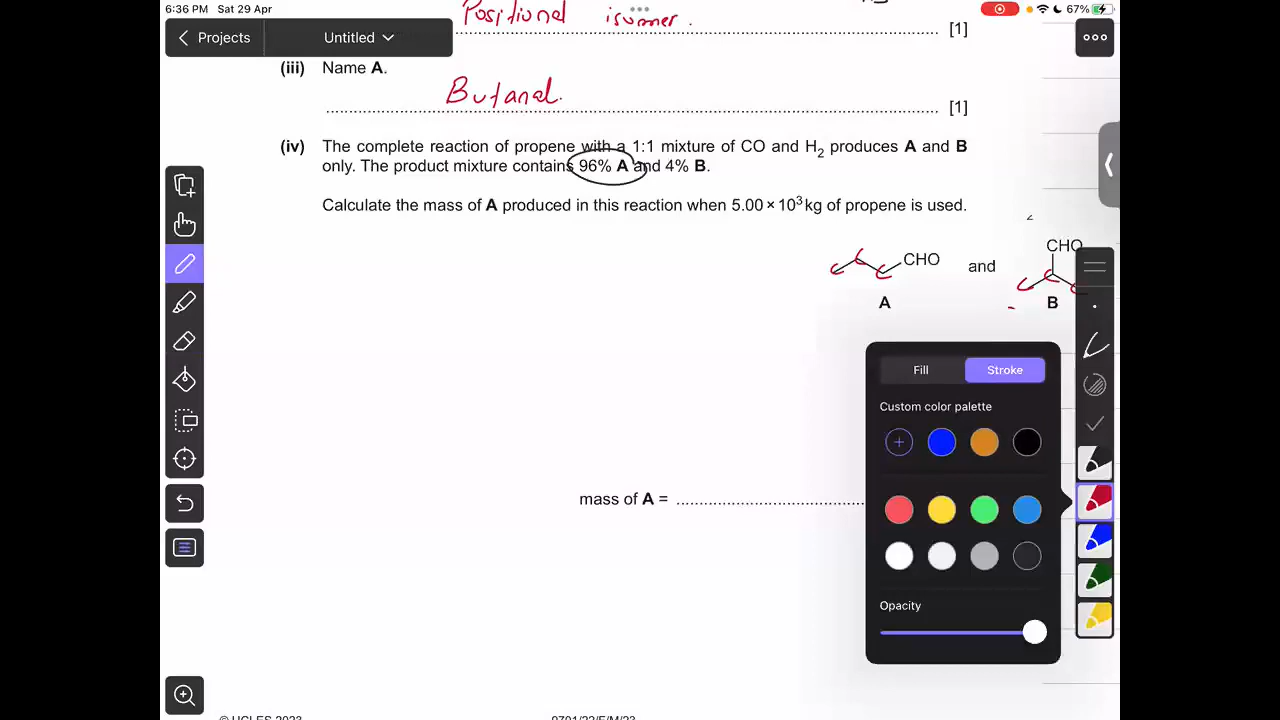 6:36 PM Sat 29 Apr
67%
Positional isumer.
[1]
Projects
Untitled
(iii) Name A.
Butanal.
[1]
(iv) The complete reaction of propene with a 1:1 mixture of CO and H2 produces A and B
only. The product mixture contains 96% A and 4% B.
Calculate the mass of A produced in this reaction when 5.00 × 10³ kg of propene is used.
CHO
CHO
and
c c c
c c c
A
B
Fill
Stroke
Custom color palette
mass of A =
Opacity
© UCLES 2023
9701/22/F/M/23